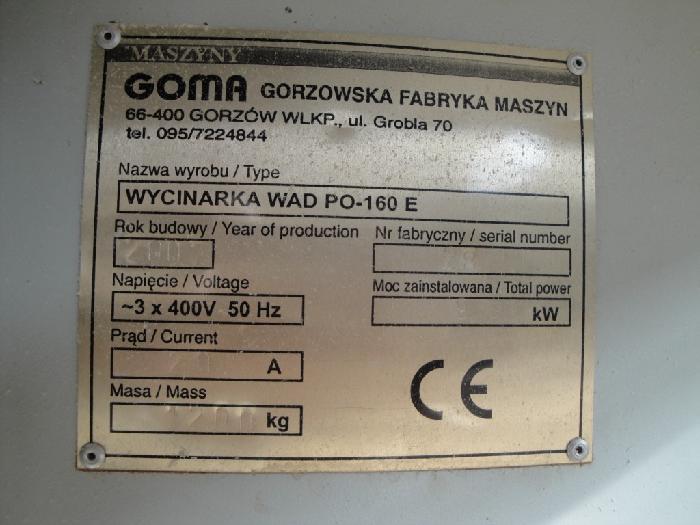 MASZYNY
GOMA GORZOWSKA FABRYKA MASZYN
66-400 GORZÓW WLKP., ul. Grobla 70
tel. 095/7224844
Nazwa wyrobu / Type
WYCINARKA WAD PO-160 E
Rok budowy / Year of production
Nr fabryczny / serial number
Napięcie / Voltage
Moc zainstalowana / Total power
~3 x 400V 50 Hz
kW
Prąd / Current
A
CE
Masa / Mass
kg